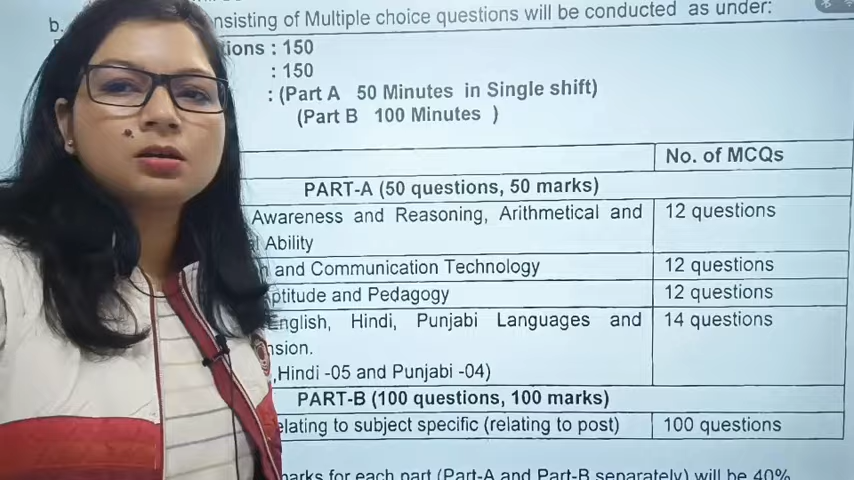 b. nsisting of Multiple choice questions will be conducted as under:
ions : 150
: 150
: (Part A 50 Minutes in Single shift)
(Part B 100 Minutes )
No. of MCQs
PART-A (50 questions, 50 marks)
Awareness and Reasoning, Arithmetical and 12 questions
al Ability
n and Communication Technology 12 questions
Aptitude and Pedagogy 12 questions
English, Hindi, Punjabi Languages and 14 questions
nsion.
,Hindi -05 and Punjabi -04)
PART-B (100 questions, 100 marks)
elating to subject specific (relating to post) 100 questions
marks for each part (Part-A and Part-B separately) will be 40%